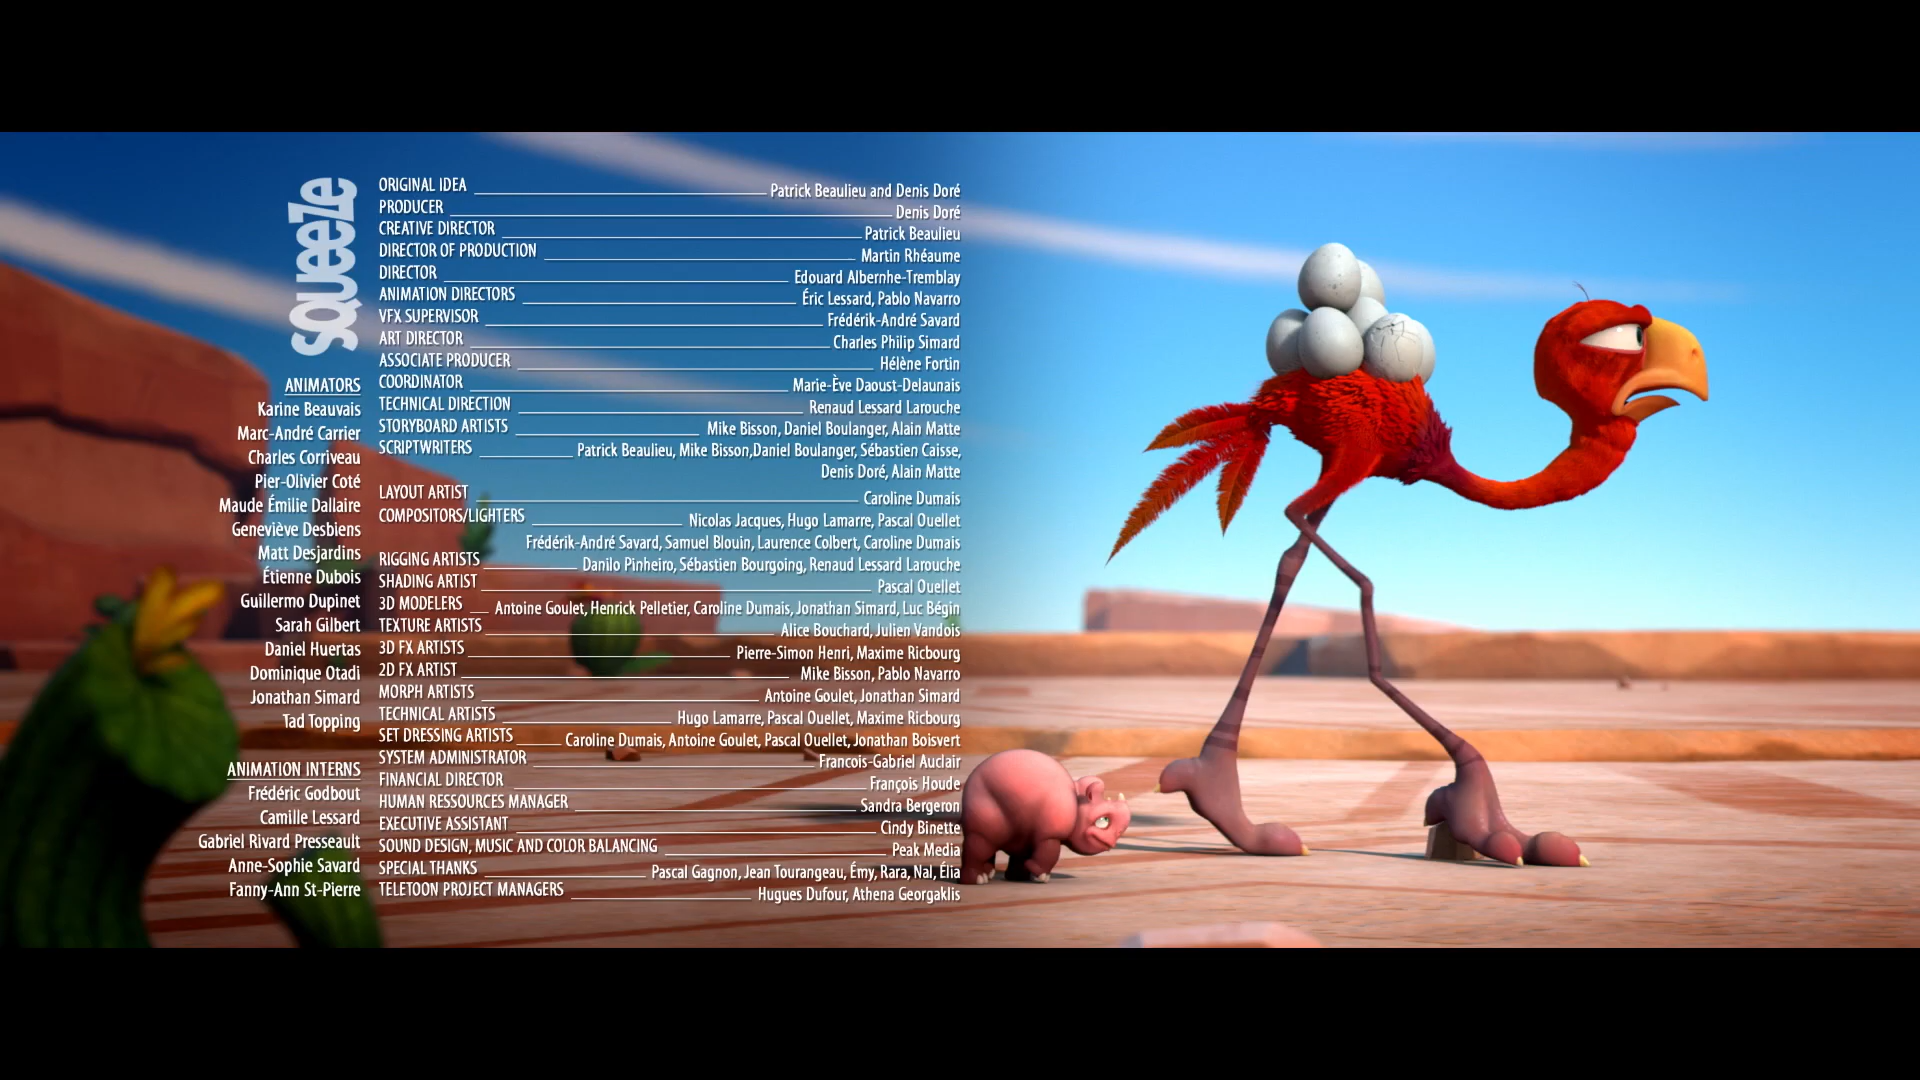 squeeze
ANIMATORS
Karine Beauvais
Marc-André Carrier
Charles Corriveau
Pier-Olivier Coté
Maude Émilie Dallaire
Geneviève Desbiens
Matt Desjardins
Étienne Dubois
Guillermo Dupinet
Sarah Gilbert
Daniel Huertas
Dominique Otadi
Jonathan Simard
Tad Topping
ANIMATION INTERNS
Frédéric Godbout
Camille Lessard
Gabriel Rivard Presseault
Anne-Sophie Savard
Fanny-Ann St-Pierre
ORIGINAL IDEA Patrick Beaulieu and Denis Doré
PRODUCER Denis Doré
CREATIVE DIRECTOR Patrick Beaulieu
DIRECTOR OF PRODUCTION Martin Rhéaume
DIRECTOR Edouard Albernhe-Tremblay
ANIMATION DIRECTORS Éric Lessard, Pablo Navarro
VFX SUPERVISOR Frédérik-André Savard
ART DIRECTOR Charles Philip Simard
ASSOCIATE PRODUCER Hélène Fortin
COORDINATOR Marie-Ève Daoust-Delaunais
TECHNICAL DIRECTION Renaud Lessard Larouche
STORYBOARD ARTISTS Mike Bisson, Daniel Boulanger, Alain Matte
SCRIPTWRITERS Patrick Beaulieu, Mike Bisson,Daniel Boulanger, Sébastien Caisse,
Denis Doré, Alain Matte
LAYOUT ARTIST Caroline Dumais
COMPOSITORS/LIGHTERS Nicolas Jacques, Hugo Lamarre, Pascal Ouellet
Frédérik-André Savard, Samuel Blouin, Laurence Colbert, Caroline Dumais
RIGGING ARTISTS Danilo Pinheiro, Sébastien Bourgoing, Renaud Lessard Larouche
SHADING ARTIST Pascal Ouellet
3D MODELERS Antoine Goulet, Henrick Pelletier, Caroline Dumais, Jonathan Simard, Luc Bégin
TEXTURE ARTISTS Alice Bouchard, Julien Vandois
3D FX ARTISTS Pierre-Simon Henri, Maxime Ricbourg
2D FX ARTIST Mike Bisson, Pablo Navarro
MORPH ARTISTS Antoine Goulet, Jonathan Simard
TECHNICAL ARTISTS Hugo Lamarre, Pascal Ouellet, Maxime Ricbourg
SET DRESSING ARTISTS Caroline Dumais, Antoine Goulet, Pascal Ouellet, Jonathan Boisvert
SYSTEM ADMINISTRATOR Francois-Gabriel Auclair
FINANCIAL DIRECTOR François Houde
HUMAN RESSOURCES MANAGER Sandra Bergeron
EXECUTIVE ASSISTANT Cindy Binette
SOUND DESIGN, MUSIC AND COLOR BALANCING Peak Media
SPECIAL THANKS Pascal Gagnon, Jean Tourangeau, Émy, Rara, Nal, Élia
TELETOON PROJECT MANAGERS Hugues Dufour, Athena Georgaklis